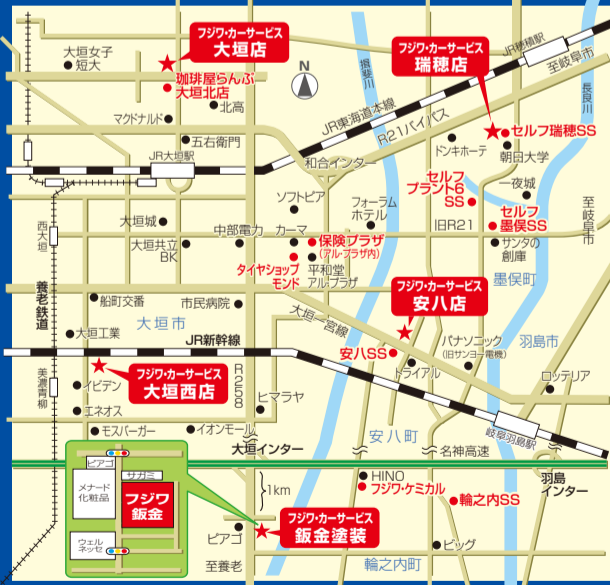 フジワ・カーサービス
大垣店
大垣女子
短大
珈琲屋らんぷ
大垣北店
北高
マクドナルド
五右衛門
JR大垣駅
N
揖斐川
フジワ・カーサービス
瑞穂店
JR穂積駅
至岐阜市
長良川
JR東海道本線
R21バイパス
セルフ瑞穂SS
ドンキホーテ
朝日大学
和合インター
セルフ
プラント6
SS
一夜城
ソフトピア
フォーラム
ホテル
旧R21
セルフ
墨俣SS
至岐阜市
西大垣
大垣城
大垣共立
BK
中部電力
カーマ
保険プラザ
(アル・プラザ内)
サンタの
倉庫
タイヤショップ
モンド
平和堂
アル・プラザ
墨俣町
養老鉄道
船町交番
市民病院
フジワ・カーサービス
安八店
大垣一宮線
大垣市
大垣工業
JR新幹線
羽島市
パナソニック
(旧サンヨー電機)
安八SS
トライアル
フジワ・カーサービス
大垣西店
R258
ロッテリア
美濃青柳
イビデン
エネオス
ヒマラヤ
モスバーガー
イオンモール
岐阜羽島駅
安八町
大垣インター
名神高速
ピアゴ
サガミ
メナード
化粧品
フジワ
鈑金
ウェル
ネッセ
1km
HINO
フジワ・ケミカル
輪之内SS
羽島
インター
フジワ・カーサービス
鈑金塗装
ピアゴ
至養老
ビッグ
輪之内町